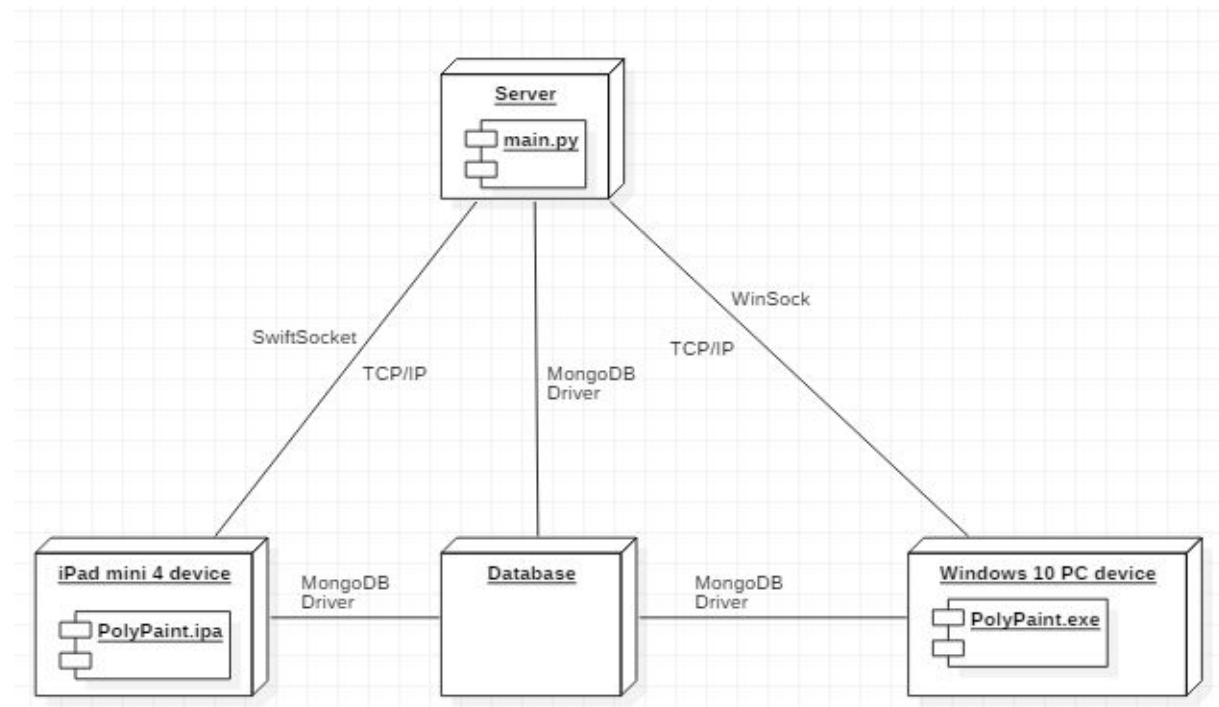 Server
main.py
WinSock
SwiftSocket
TCP/IP
TCP/IP
MongoDB
Driver
iPad mini 4 device
PolyPaint.ipa
MongoDB
Driver
Database
MongoDB
Driver
Windows 10 PC device
PolyPaint.exe